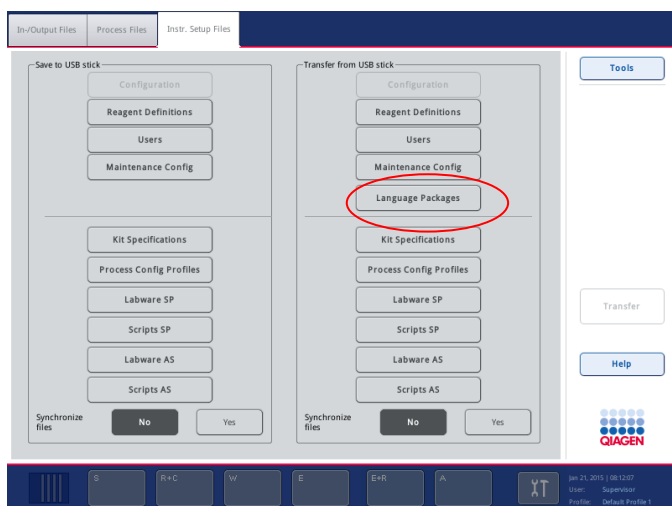 In-/Output Files
Process Files
Instr. Setup Files
Save to USB stick
Configuration
Reagent Definitions
Users
Maintenance Config
Kit Specifications
Process Config Profiles
Labware SP
Scripts SP
Labware AS
Scripts AS
Synchronize
files
No
Yes
Transfer from USB stick
Configuration
Reagent Definitions
Users
Maintenance Config
Language Packages
Kit Specifications
Process Config Profiles
Labware SP
Scripts SP
Labware AS
Scripts AS
Synchronize
files
No
Yes
Tools
Transfer
Help
QIAGEN
S
R+C
W
E
E+R
A
Jan 21, 2015 | 08:12:07
User: Supervisor
Profile: Default Profile 1